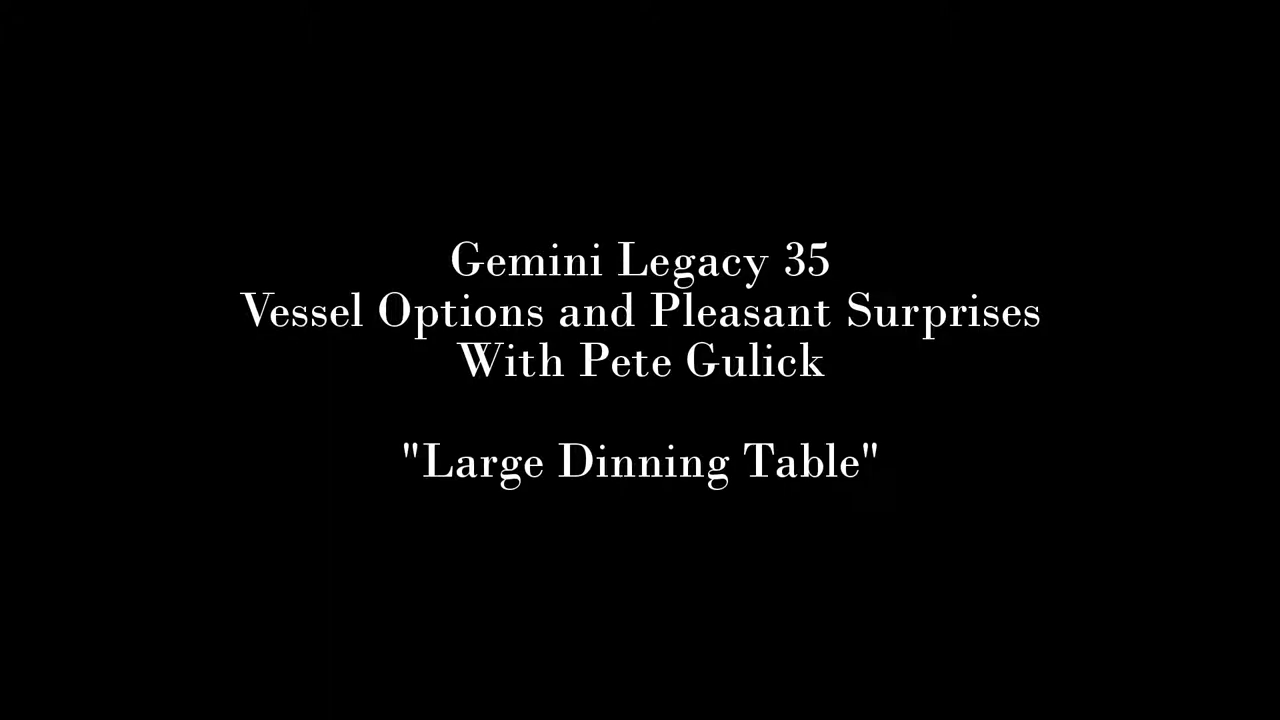 Gemini Legacy 35
Vessel Options and Pleasant Surprises
With Pete Gulick
"Large Dinning Table"